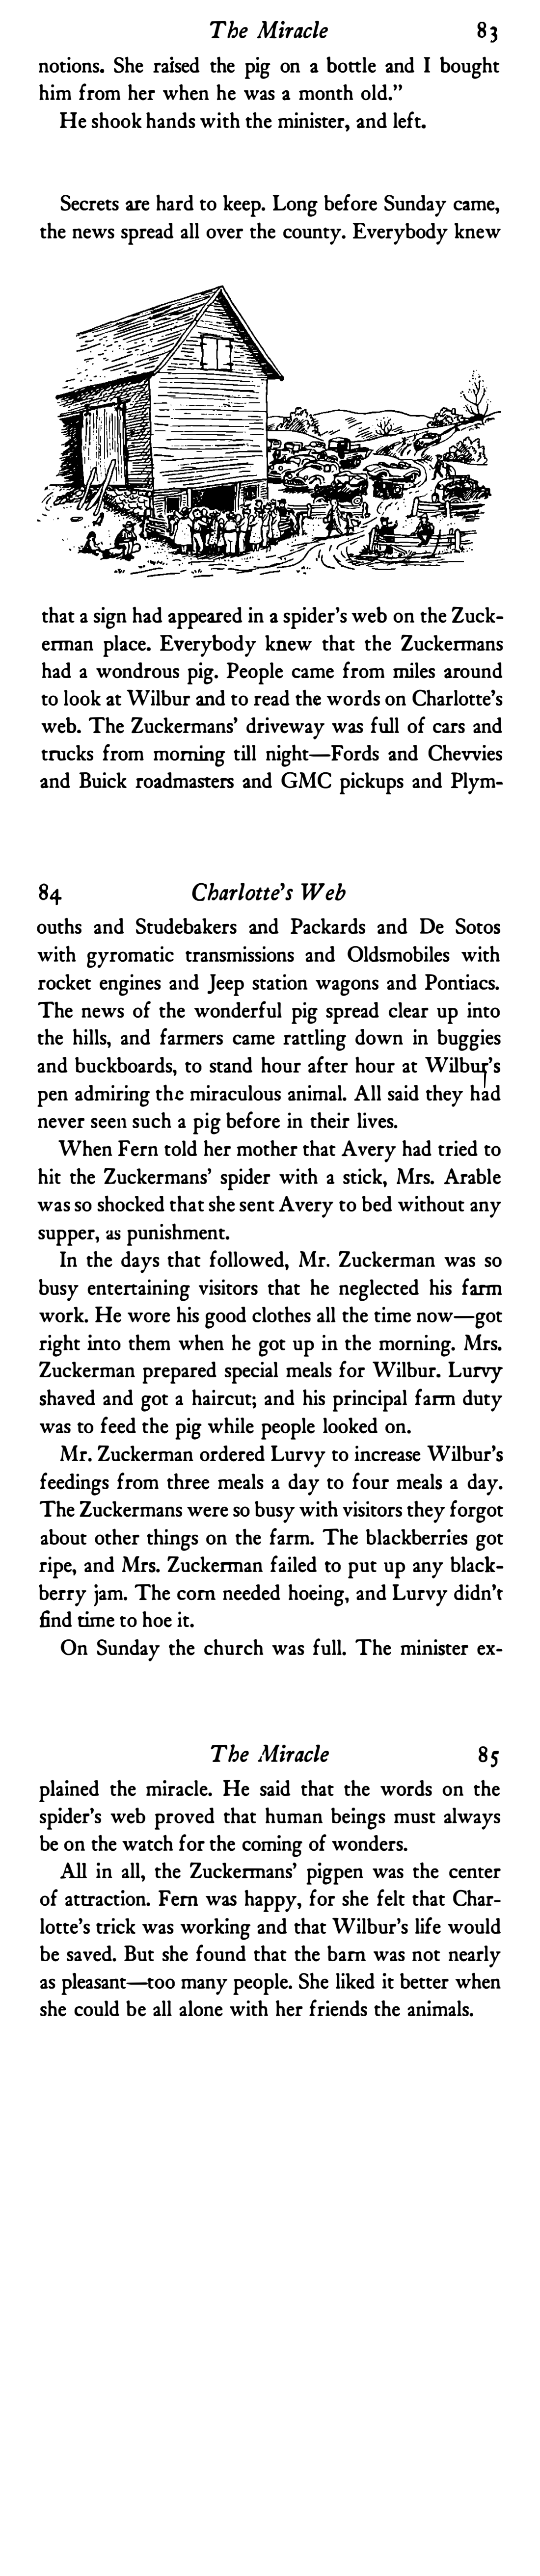 The Miracle 83
notions. She raised the pig on a bottle and I bought
him from her when he was a month old.”
He shook hands with the minister, and left.
Secrets are hard to keep. Long before Sunday came,
the news spread all over the county. Everybody knew
that a sign had appeared in a spider’s web on the Zuck-
erman place. Everybody knew that the Zuckermans
had a wondrous pig. People came from miles around
to look at Wilbur and to read the words on Charlotte’s
web. The Zuckermans’ driveway was full of cars and
trucks from morning till night—Fords and Chevvies
and Buick roadmasters and GMC pickups and Plym-
84 Charlotte’s Web
ouths and Studebakers and Packards and De Sotos
with gyromatic transmissions and Oldsmobiles with
rocket engines and Jeep station wagons and Pontiacs.
The news of the wonderful pig spread clear up into
the hills, and farmers came rattling down in buggies
and buckboards, to stand hour after hour at Wilbur’s
pen admiring the miraculous animal. All said they had
never seen such a pig before in their lives.
When Fern told her mother that Avery had tried to
hit the Zuckermans’ spider with a stick, Mrs. Arable
was so shocked that she sent Avery to bed without any
supper, as punishment.
In the days that followed, Mr. Zuckerman was so
busy entertaining visitors that he neglected his farm
work. He wore his good clothes all the time now—got
right into them when he got up in the morning. Mrs.
Zuckerman prepared special meals for Wilbur. Lurvy
shaved and got a haircut; and his principal farm duty
was to feed the pig while people looked on.
Mr. Zuckerman ordered Lurvy to increase Wilbur’s
feedings from three meals a day to four meals a day.
The Zuckermans were so busy with visitors they forgot
about other things on the farm. The blackberries got
ripe, and Mrs. Zuckerman failed to put up any black-
berry jam. The corn needed hoeing, and Lurvy didn’t
find time to hoe it.
On Sunday the church was full. The minister ex-
The Miracle 85
plained the miracle. He said that the words on the
spider’s web proved that human beings must always
be on the watch for the coming of wonders.
All in all, the Zuckermans’ pigpen was the center
of attraction. Fern was happy, for she felt that Char-
lotte’s trick was working and that Wilbur’s life would
be saved. But she found that the barn was not nearly
as pleasant—too many people. She liked it better when
she could be all alone with her friends the animals.